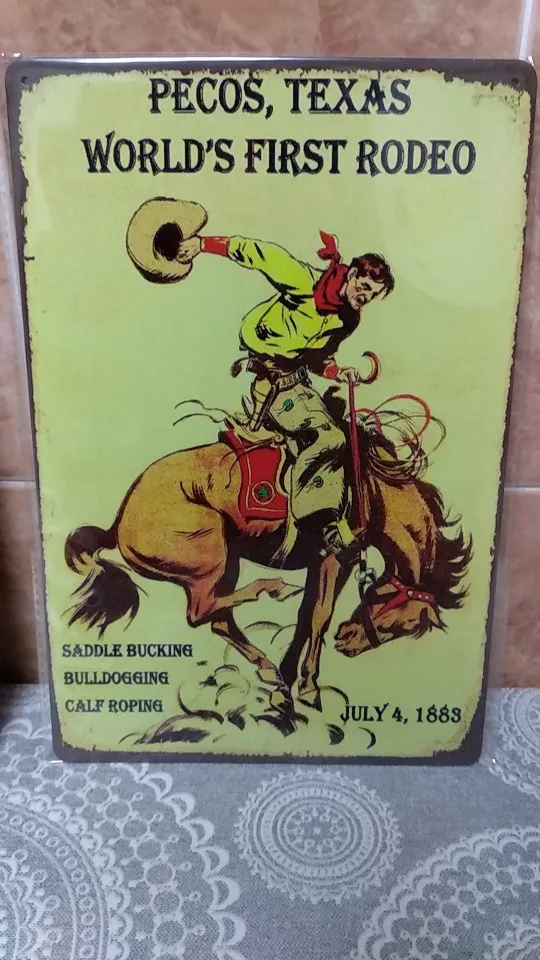 PECOS, TEXAS
WORLD'S FIRST RODEO
SADDLE BUCKING
BULLDOGGING
CALF ROPING
JULY 4, 1883